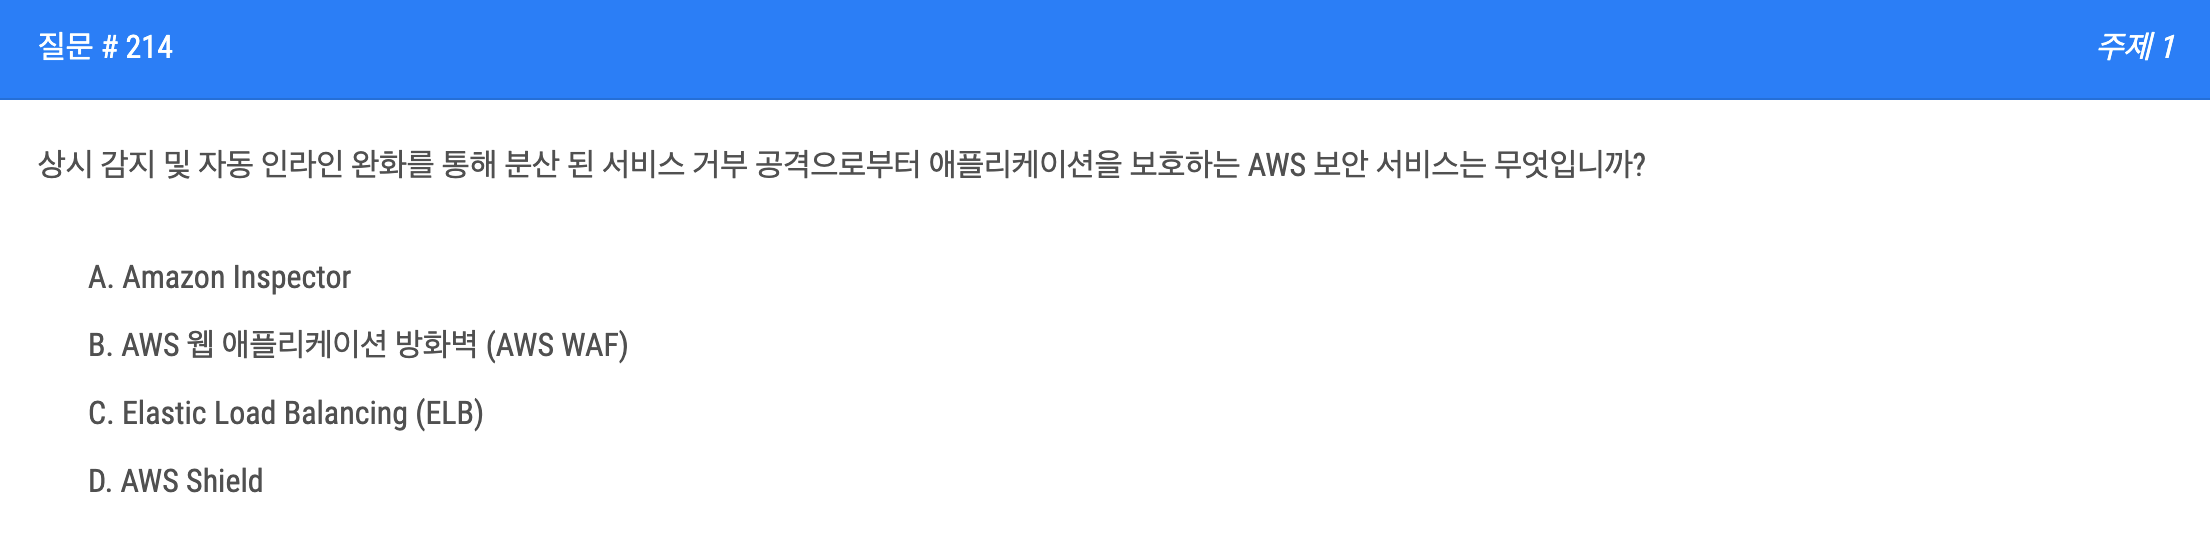 질문 # 214
주제 1
상시 감지 및 자동 인라인 완화를 통해 분산 된 서비스 거부 공격으로부터 애플리케이션을 보호하는 AWS 보안 서비스는 무엇입니까?
A. Amazon Inspector
B. AWS 웹 애플리케이션 방화벽 (AWS WAF)
C. Elastic Load Balancing (ELB)
D. AWS Shield